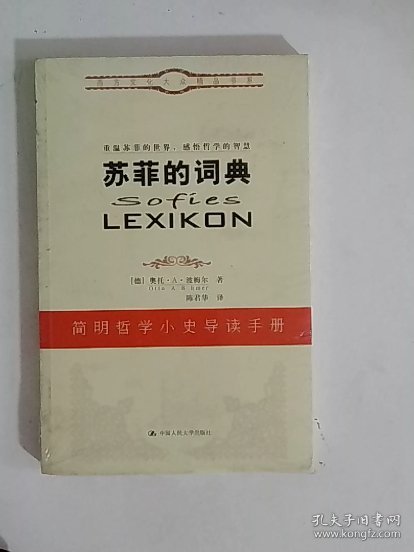 西方文化大众精品书系
重温苏菲的世界，感悟哲学的智慧
苏菲的词典
Sofies
LEXIKON
[德] 奥托·A·波梅尔 著
Otto A Böhmer
陈君华 译
简明哲学小史导读手册
中国人民大学出版社
孔夫子旧书网
www.kongfz.com